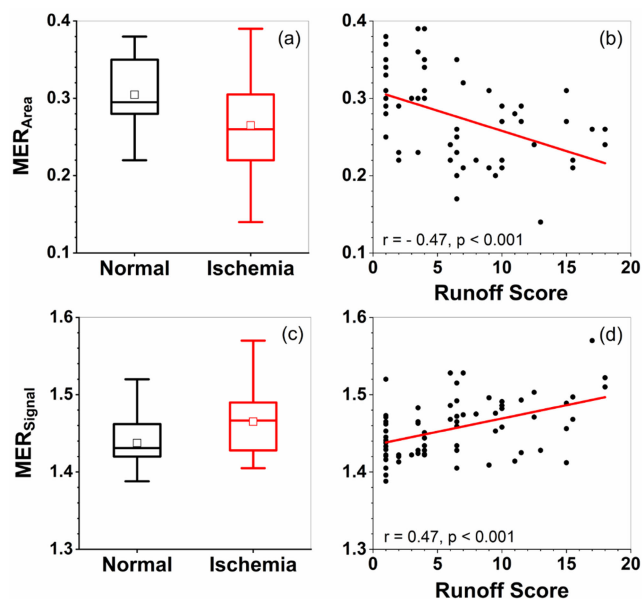 0.4
(a)
0.3
0.2
0.1
MER_Area
Normal Ischemia
0.4
(b)
0.3
0.2
0.1
r = - 0.47, p < 0.001
0 5 10 15 20
Runoff Score
1.6
(c)
1.5
1.4
1.3
MER_Signal
Normal Ischemia
1.6
(d)
1.5
1.4
1.3
r = 0.47, p < 0.001
0 5 10 15 20
Runoff Score